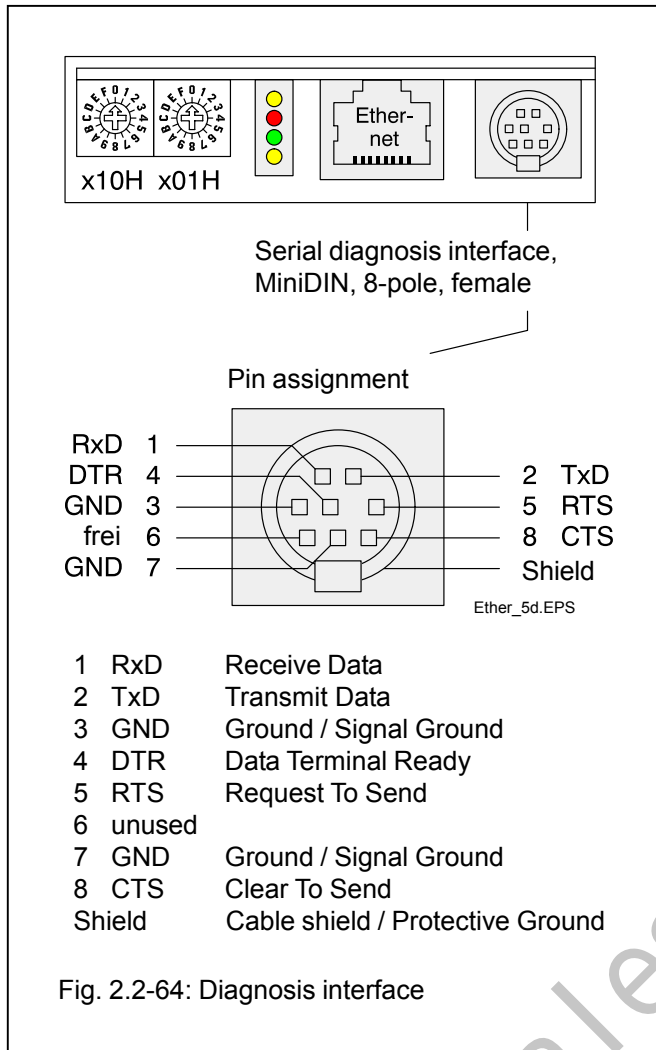 x10H x01H
Ether-
net
Serial diagnosis interface,
MiniDIN, 8-pole, female
Pin assignment
RxD 1
DTR 4
GND 3
frei 6
GND 7
2 TxD
5 RTS
8 CTS
Shield
Ether_5d.EPS
1 RxD Receive Data
2 TxD Transmit Data
3 GND Ground / Signal Ground
4 DTR Data Terminal Ready
5 RTS Request To Send
6 unused
7 GND Ground / Signal Ground
8 CTS Clear To Send
Shield Cable shield / Protective Ground
Fig. 2.2-64: Diagnosis interface